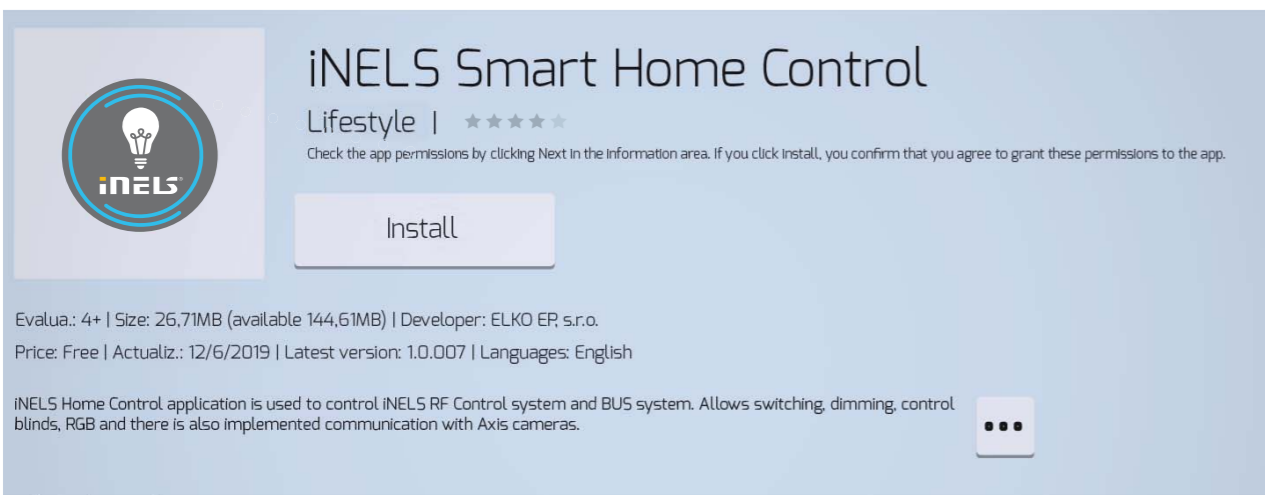 iNELS®
iNELS Smart Home Control
Lifestyle |
Check the app permissions by clicking Next in the information area. If you click Install, you confirm that you agree to grant these permissions to the app.
Install
Evalua.: 4+ | Size: 26,71MB (available 144,61MB) | Developer: ELKO EP, s.r.o.
Price: Free | Actualiz.: 12/6/2019 | Latest version: 1.0.007 | Languages: English
iNELS Home Control application is used to control iNELS RF Control system and BUS system. Allows switching, dimming, control
blinds, RGB and there is also implemented communication with Axis cameras.